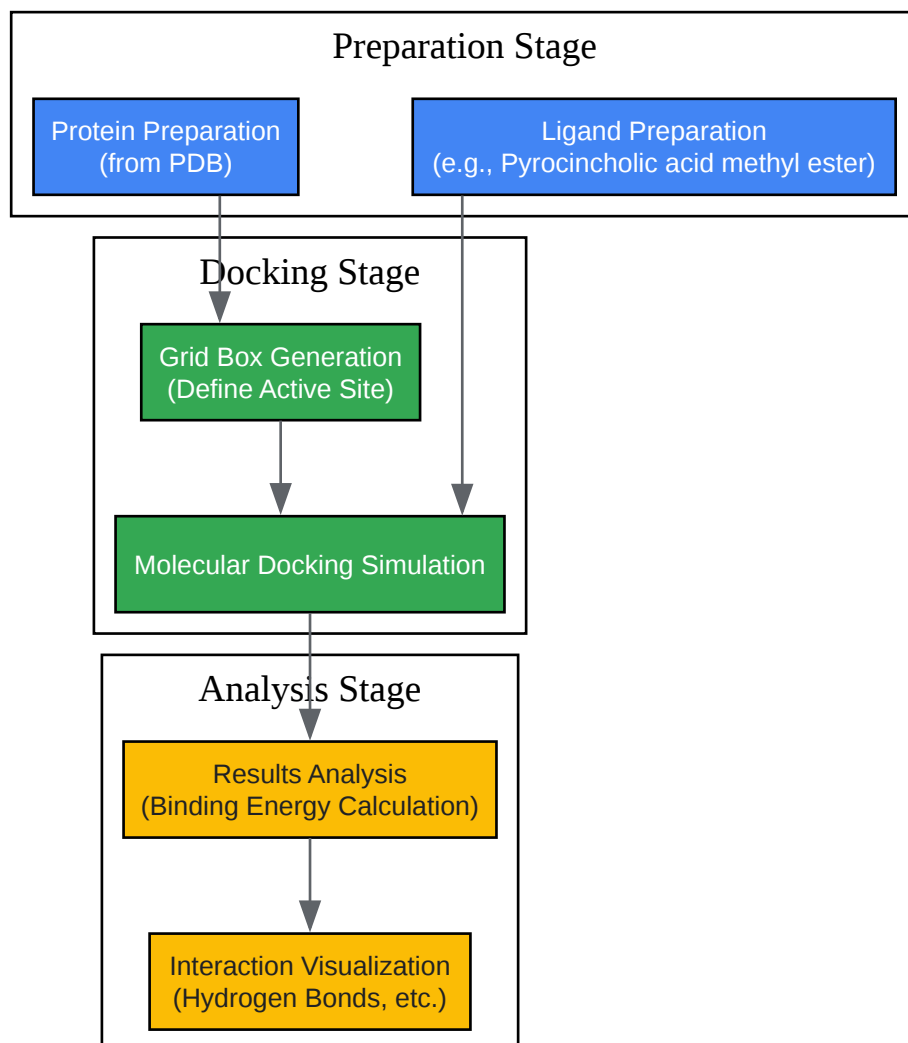 Preparation Stage
Protein Preparation
(from PDB)
Ligand Preparation
(e.g., Pyrocincholic acid methyl ester)
Docking Stage
Grid Box Generation
(Define Active Site)
Molecular Docking Simulation
Analysis Stage
Results Analysis
(Binding Energy Calculation)
Interaction Visualization
(Hydrogen Bonds, etc.)